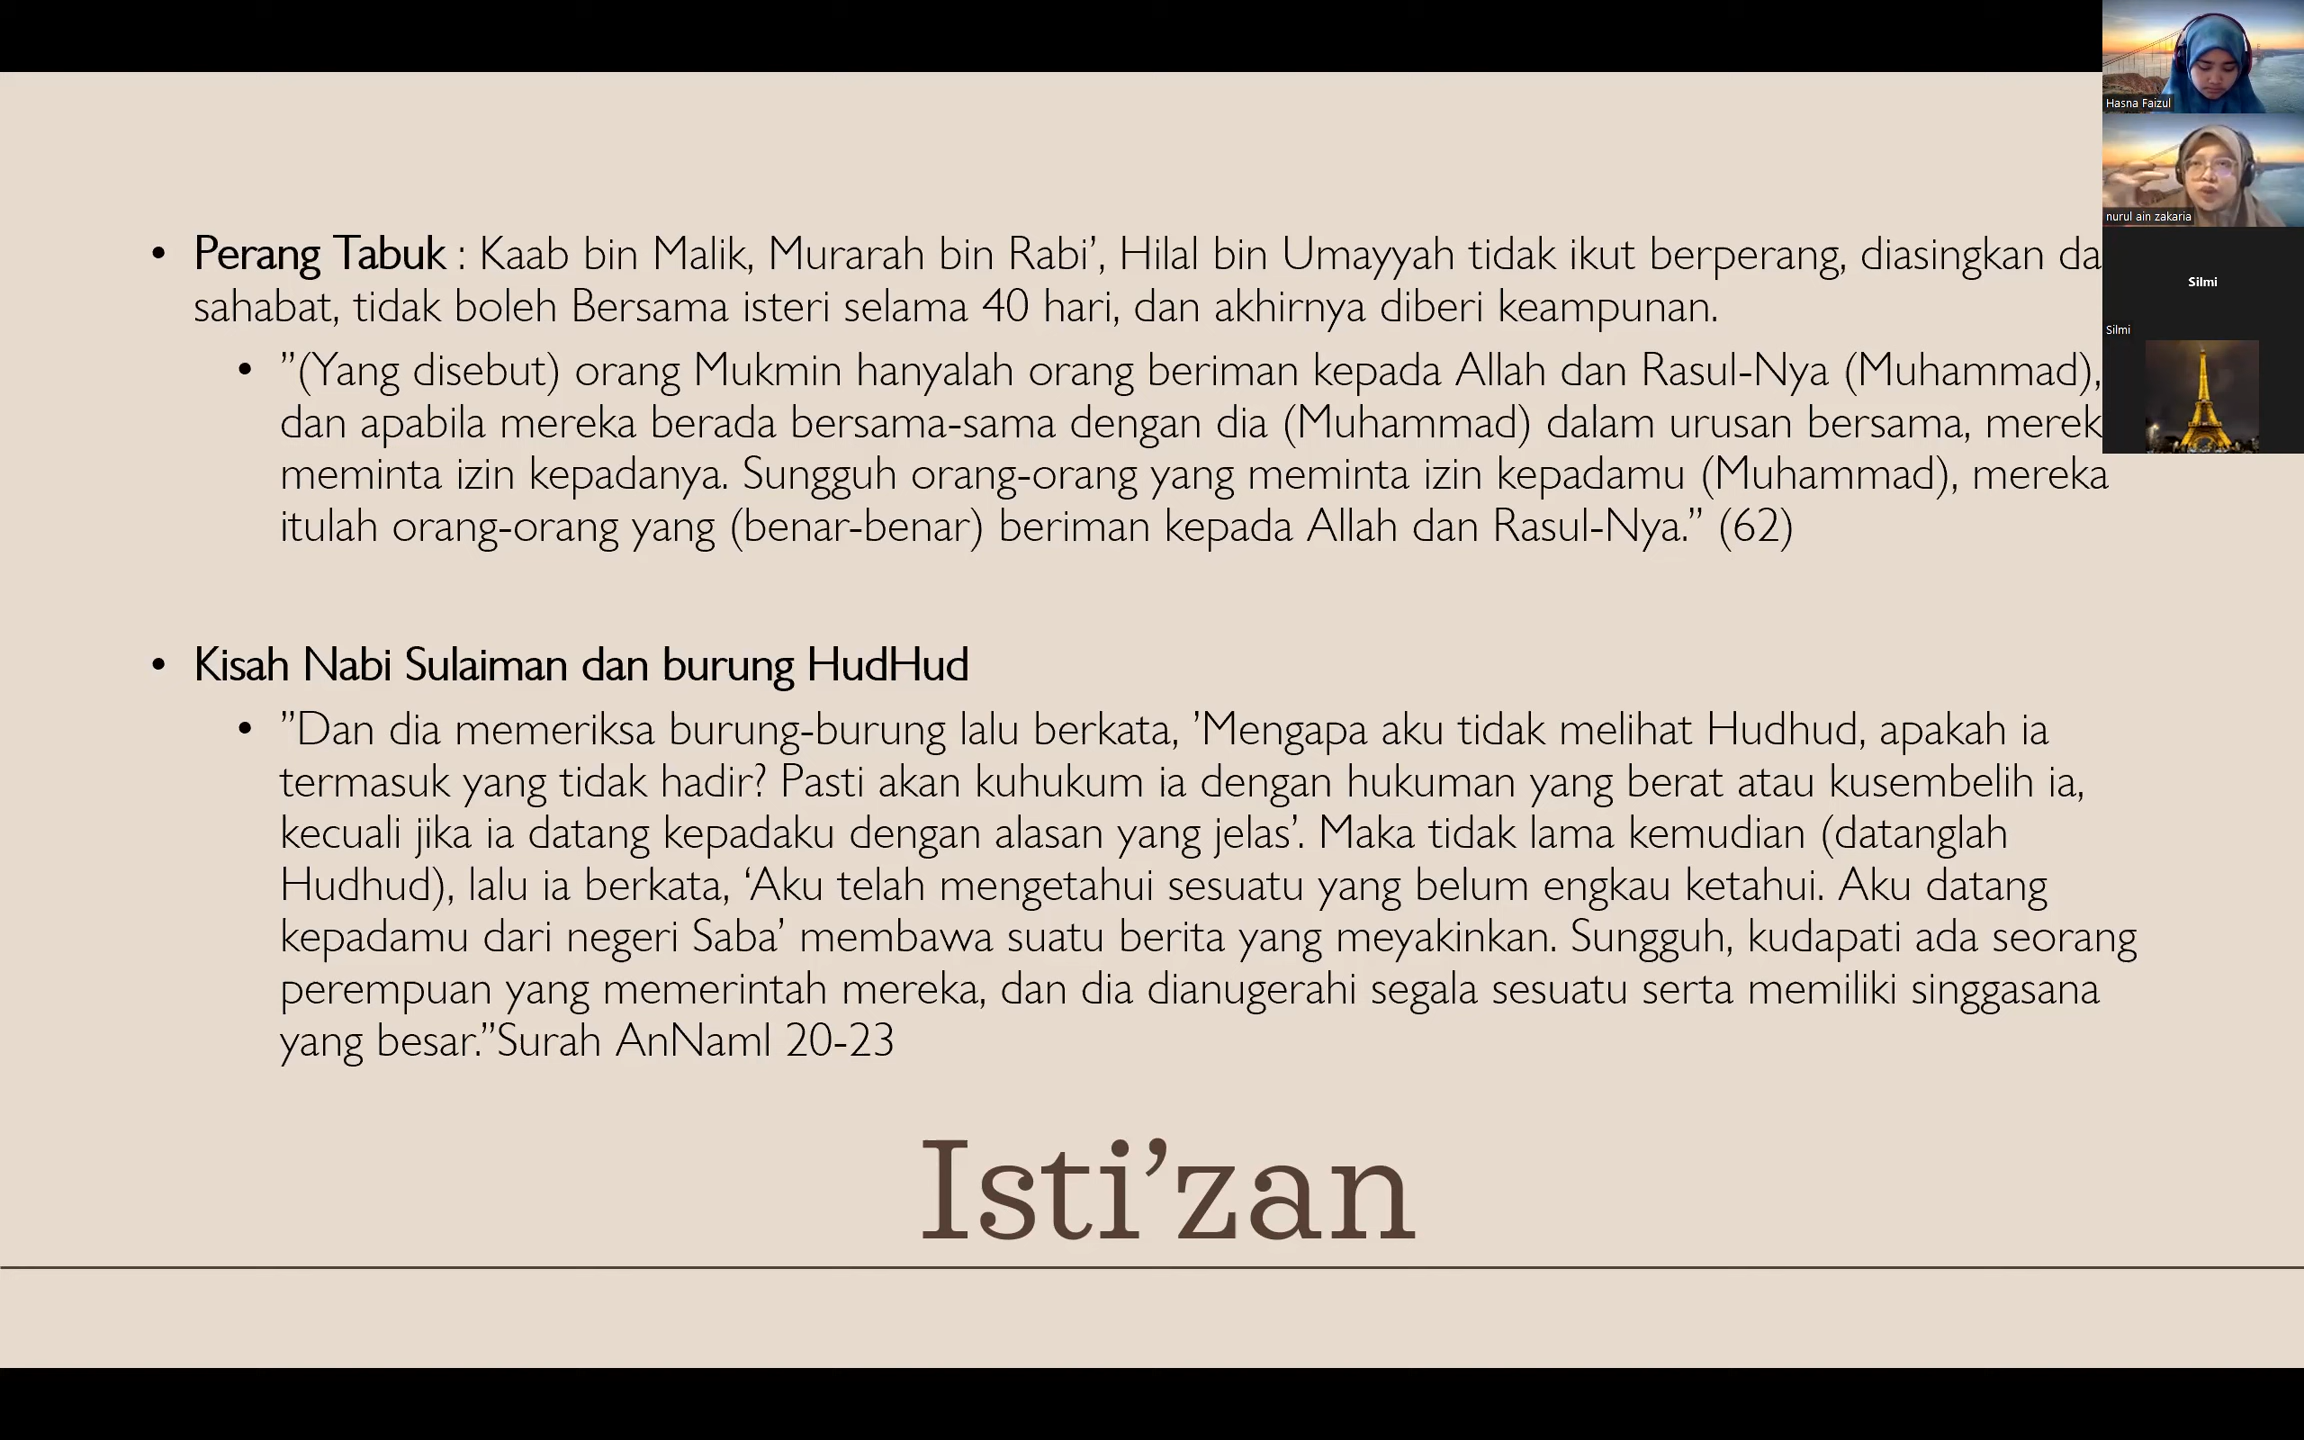 • Perang Tabuk : Kaab bin Malik, Murarah bin Rabi’, Hilal bin Umayyah tidak ikut berperang, diasingkan
sahabat, tidak boleh Bersama isteri selama 40 hari, dan akhirnya diberi keampunan.
• ”(Yang disebut) orang Mukmin hanyalah orang beriman kepada Allah dan Rasul-Nya (Muhammad),
dan apabila mereka berada bersama-sama dengan dia (Muhammad) dalam urusan bersama,
meminta izin kepadanya. Sungguh orang-orang yang meminta izin kepadamu (Muhammad), mereka
itulah orang-orang yang (benar-benar) beriman kepada Allah dan Rasul-Nya.” (62)
• Kisah Nabi Sulaiman dan burung HudHud
• ”Dan dia memeriksa burung-burung lalu berkata, ’Mengapa aku tidak melihat Hudhud, apakah ia
termasuk yang tidak hadir? Pasti akan kuhukum ia dengan hukuman yang berat atau kusembelih ia,
kecuali jika ia datang kepadaku dengan alasan yang jelas’. Maka tidak lama kemudian (datanglah
Hudhud), lalu ia berkata, ‘Aku telah mengetahui sesuatu yang belum engkau ketahui. Aku datang
kepadamu dari negeri Saba’ membawa suatu berita yang meyakinkan. Sungguh, kudapati ada seorang
perempuan yang memerintah mereka, dan dia dianugerahi segala sesuatu serta memiliki singgasana
yang besar.”Surah AnNaml 20-23
Isti’zan
Hasna Faizul
nurul ain zakaria
Silmi
Silmi